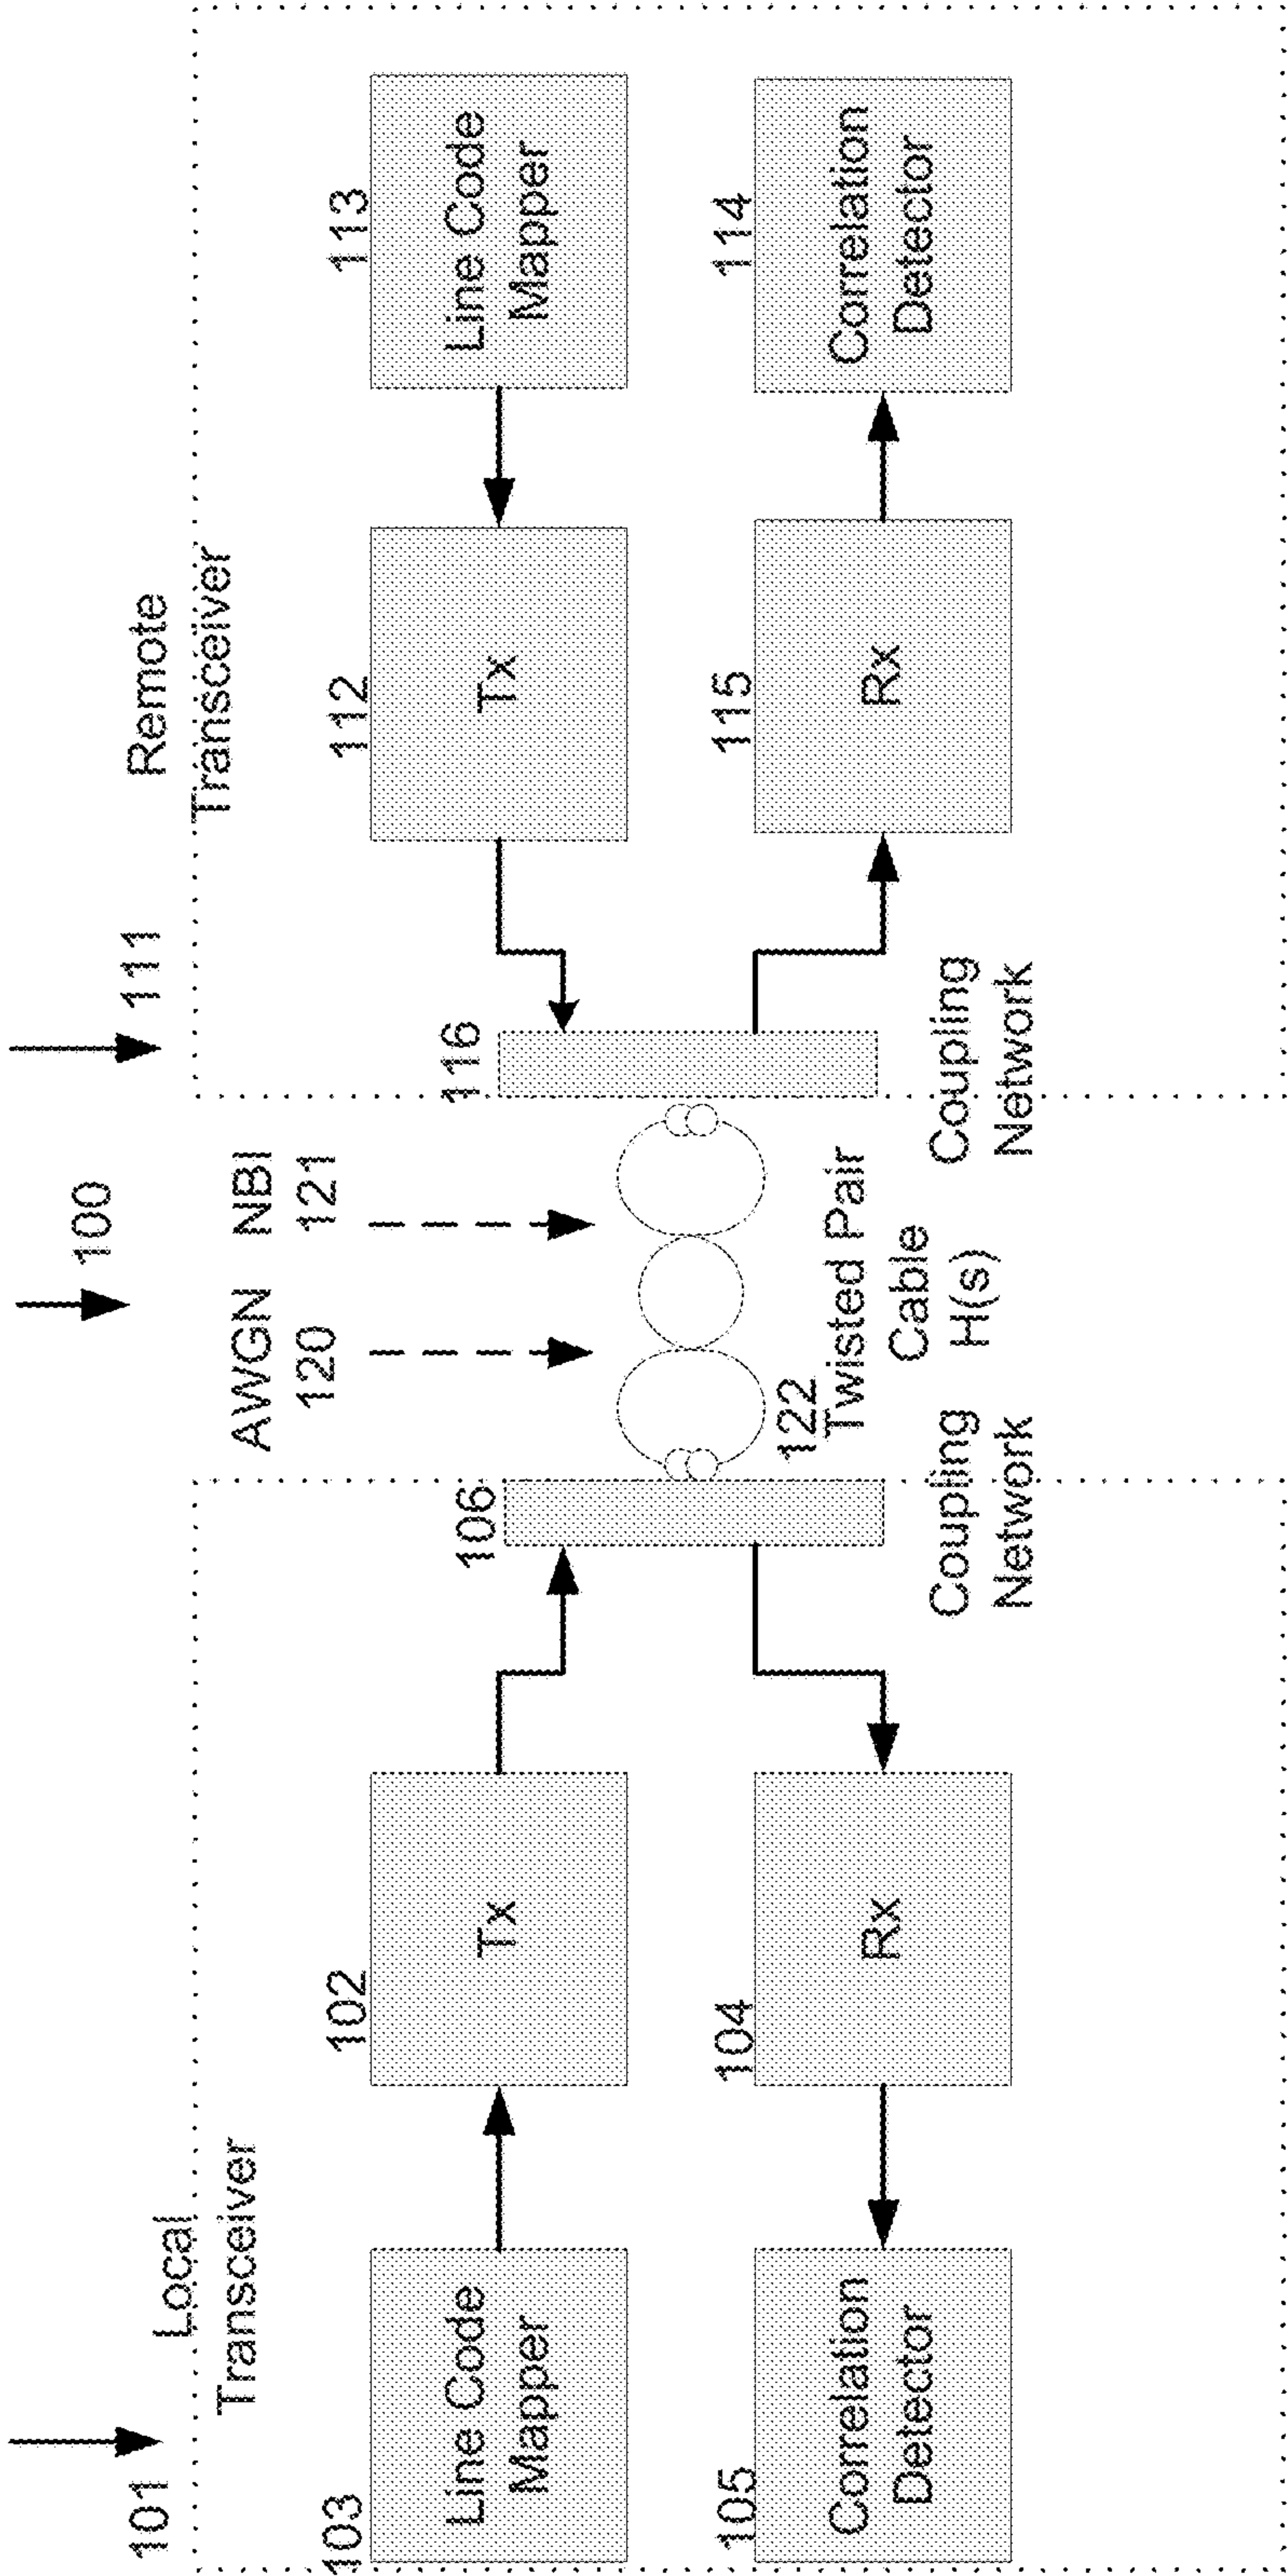 100
101
Local
Transceiver
111
Remote
Transceiver
AWGN
120
NBI
121
103
Line Code
Mapper
102
Tx
106
116
112
Tx
113
Line Code
Mapper
105
Correlation
Detector
104
Rx
Coupling
Network
122
Twisted Pair
Cable
H(s)
Coupling
Network
115
Rx
114
Correlation
Detector